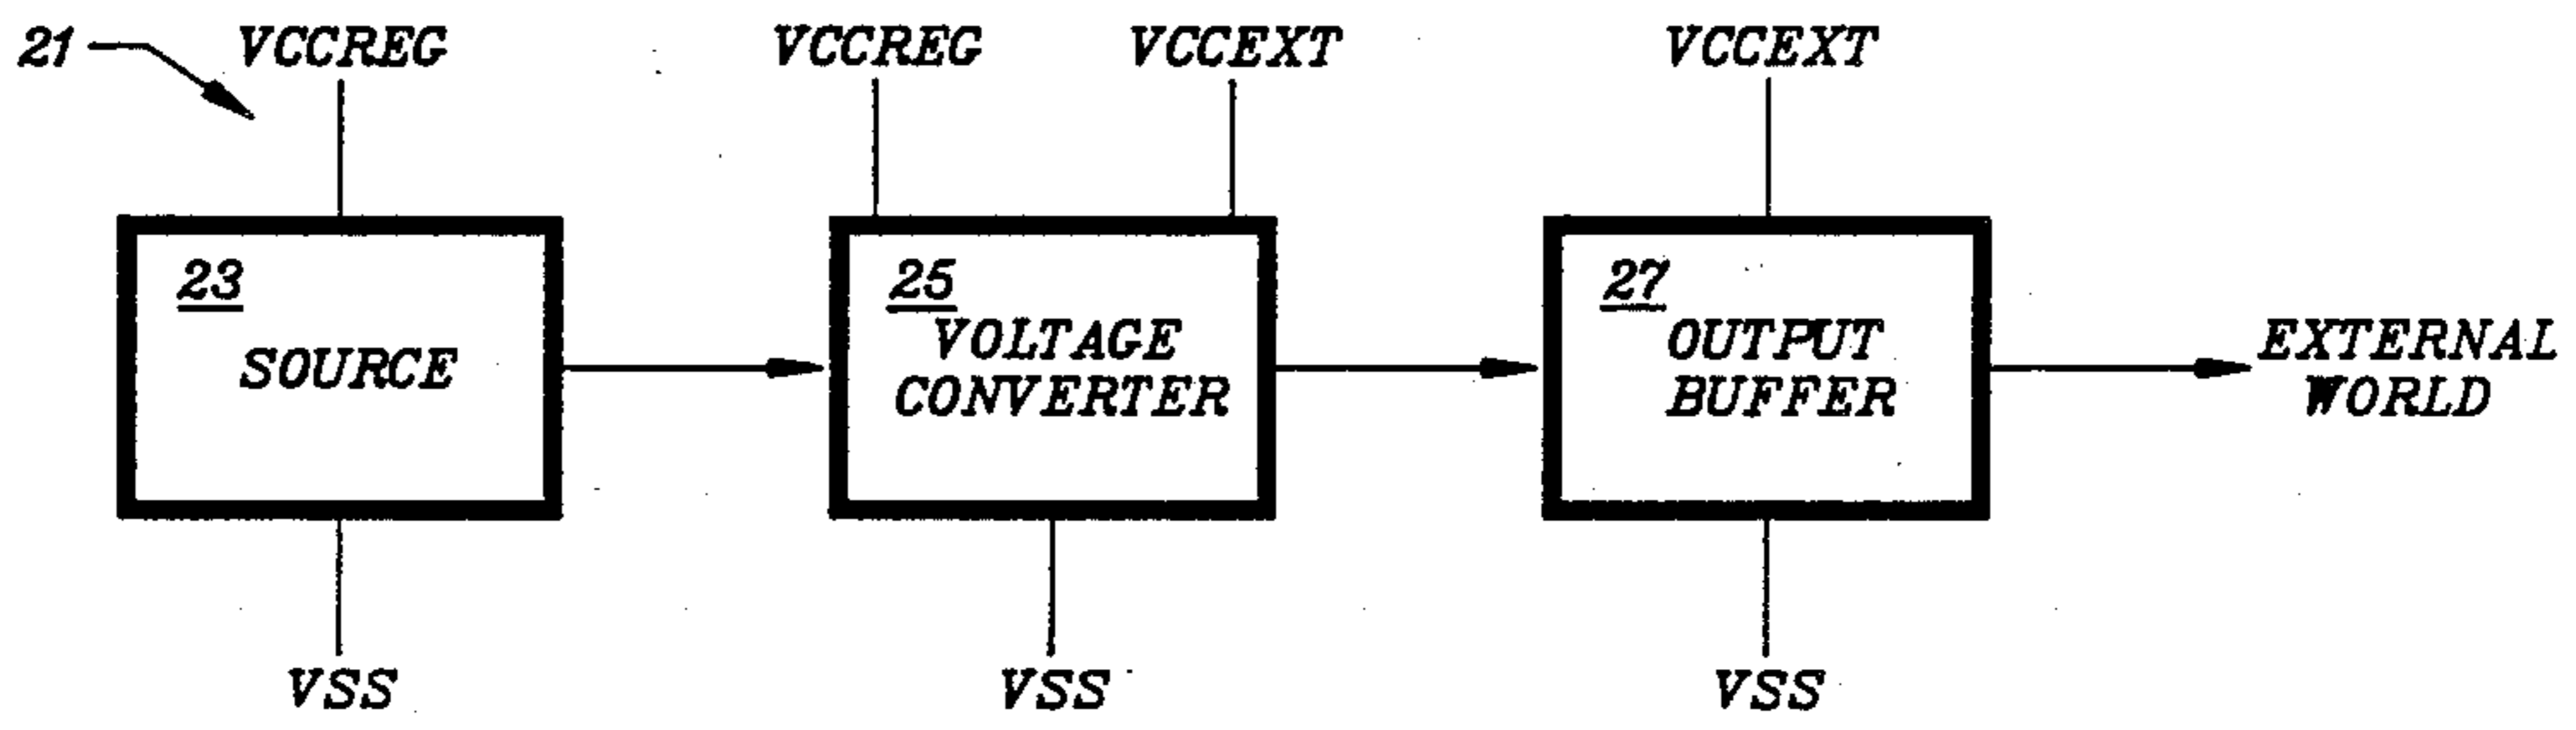 21
VCCREG
VCCREG
VCCEXT
VCCEXT
23
SOURCE
25
VOLTAGE
CONVERTER
27
OUTPUT
BUFFER
EXTERNAL
WORLD
VSS
VSS
VSS